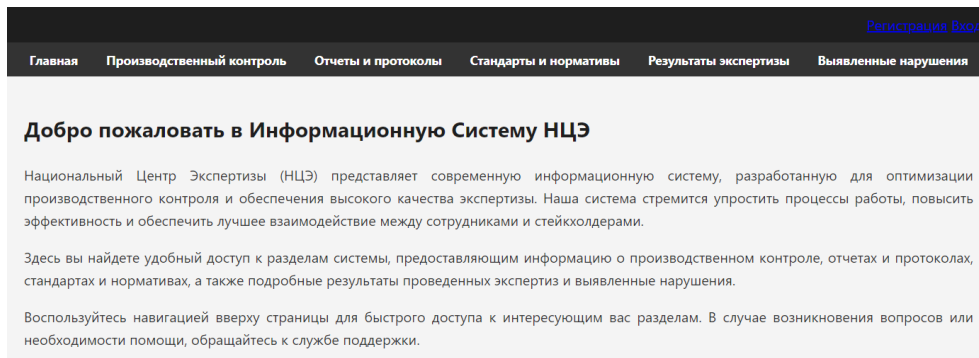 Регистрация Вход
Главная Производственный контроль Отчеты и протоколы Стандарты и нормативы Результаты экспертизы Выявленные нарушения
Добро пожаловать в Информационную Систему НЦЭ
Национальный Центр Экспертизы (НЦЭ) представляет современную информационную систему, разработанную для оптимизации
производственного контроля и обеспечения высокого качества экспертизы. Наша система стремится упростить процессы работы, повысить
эффективность и обеспечить лучшее взаимодействие между сотрудниками и стейкхолдерами.
Здесь вы найдете удобный доступ к разделам системы, предоставляющим информацию о производственном контроле, отчетах и протоколах,
стандартах и нормативах, а также подробные результаты проведенных экспертиз и выявленные нарушения.
Воспользуйтесь навигацией вверху страницы для быстрого доступа к интересующим вас разделам. В случае возникновения вопросов или
необходимости помощи, обращайтесь к службе поддержки.